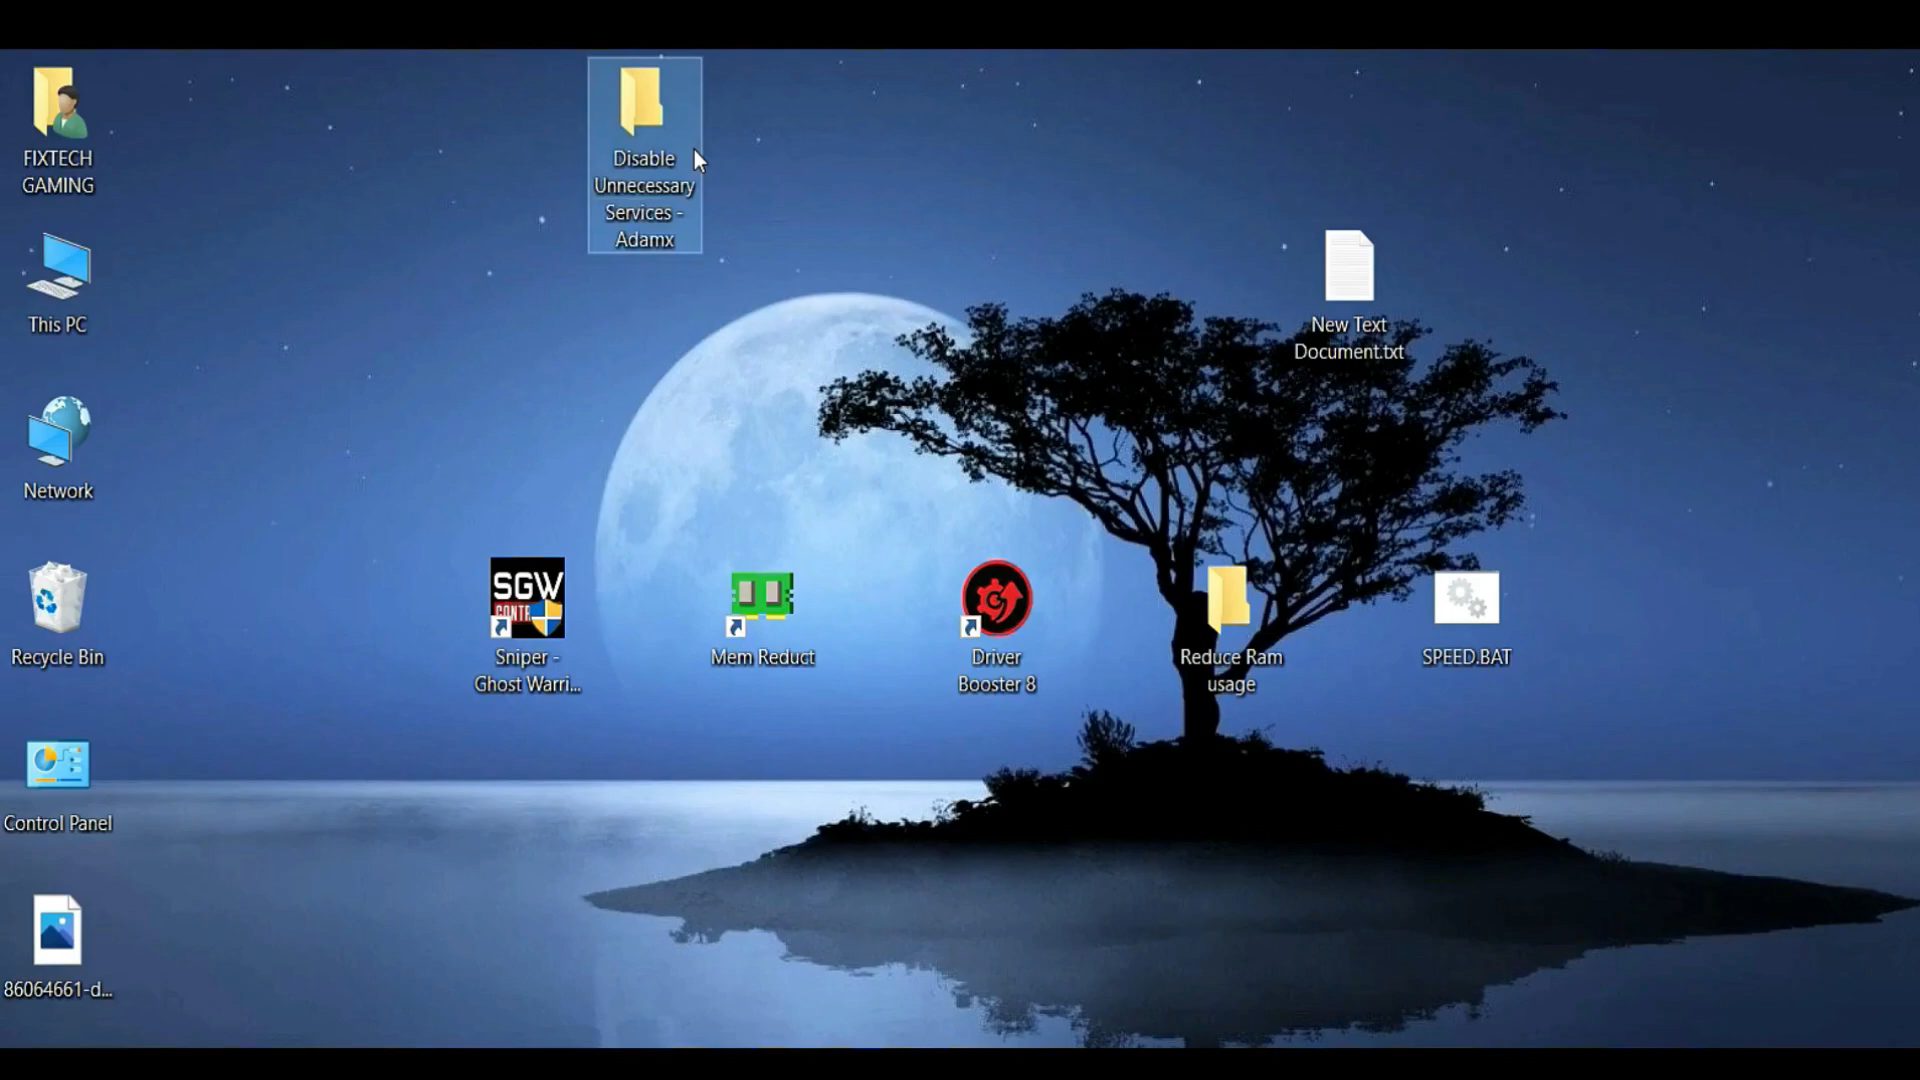 FIXTECH
GAMING
Disable
Unnecessary
Services -
Adamx
This PC
New Text
Document.txt
Network
Recycle Bin
SGW
Sniper -
Ghost Warri...
Mem Reduct
Driver
Booster 8
Reduce Ram
usage
SPEED.BAT
Control Panel
86064661-d...